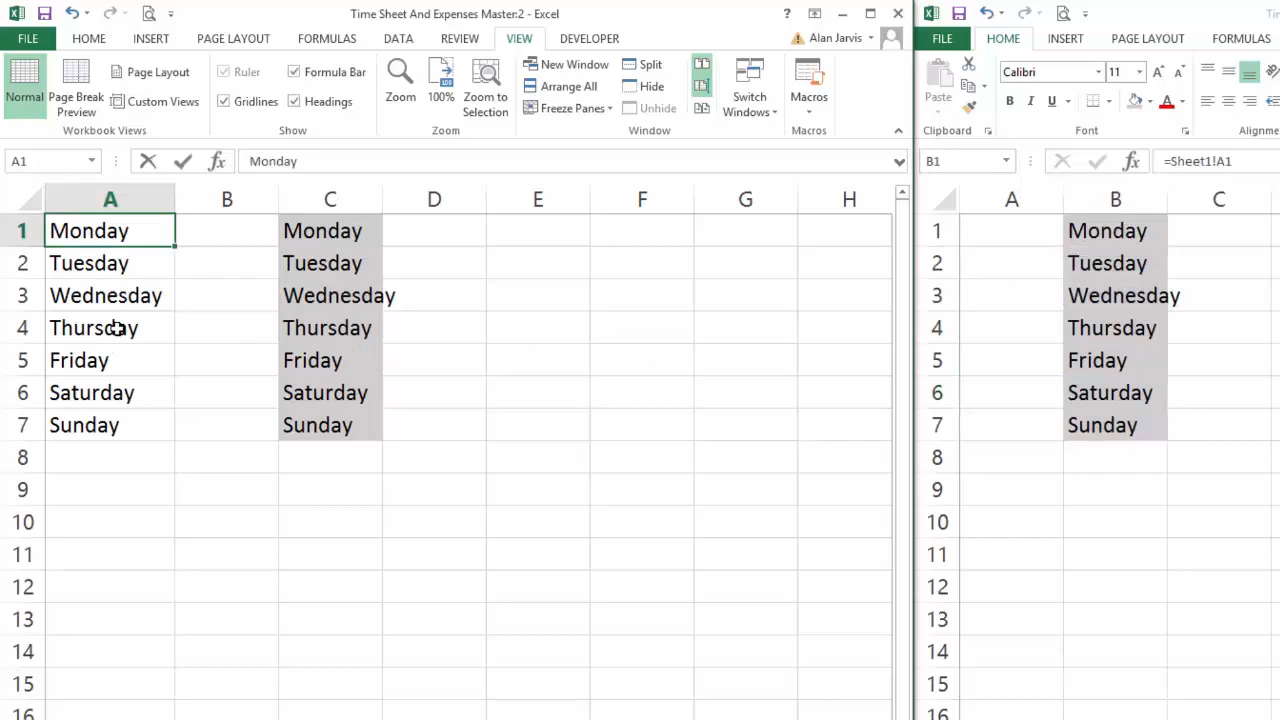 Time Sheet And Expenses Master:2 - Excel
FILE HOME INSERT PAGE LAYOUT FORMULAS DATA REVIEW VIEW DEVELOPER Alan Jarvis
Normal
Page Break
Preview
Page Layout
Custom Views
Workbook Views
Ruler
Formula Bar
Gridlines
Headings
Show
Zoom
100%
Zoom to
Selection
Zoom
New Window
Arrange All
Freeze Panes
Split
Hide
Unhide
Switch
Windows
Window
Macros
Macros
A1 fx Monday
A B C D E F G H
1 Monday Monday
2 Tuesday Tuesday
3 Wednesday Wednesday
4 Thursday Thursday
5 Friday Friday
6 Saturday Saturday
7 Sunday Sunday
8
9
10
11
12
13
14
15
16
FILE HOME INSERT PAGE LAYOUT FORMULAS
Paste
Clipboard
Calibri 11
B I U
Font
B1 fx =Sheet1!A1
A B C
1 Monday
2 Tuesday
3 Wednesday
4 Thursday
5 Friday
6 Saturday
7 Sunday
8
9
10
11
12
13
14
15
16